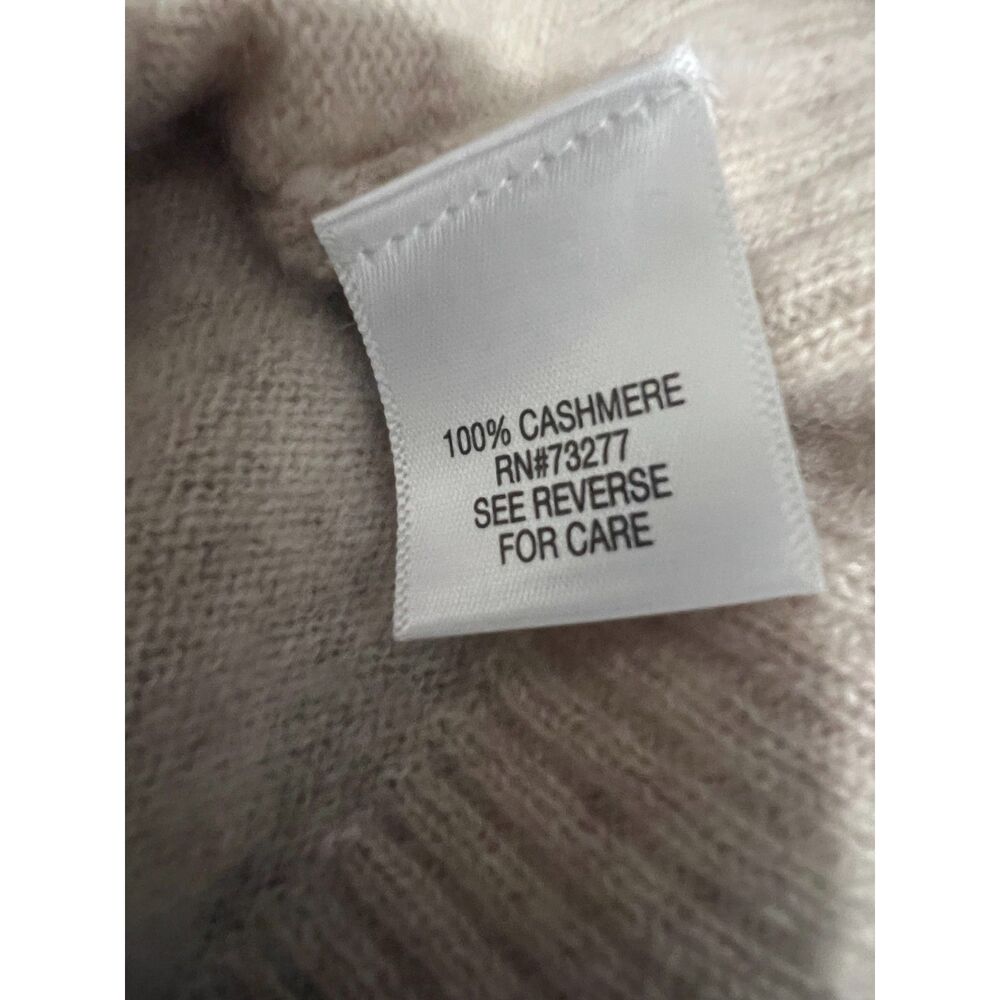 100% CASHMERE
RN#73277
SEE REVERSE
FOR CARE